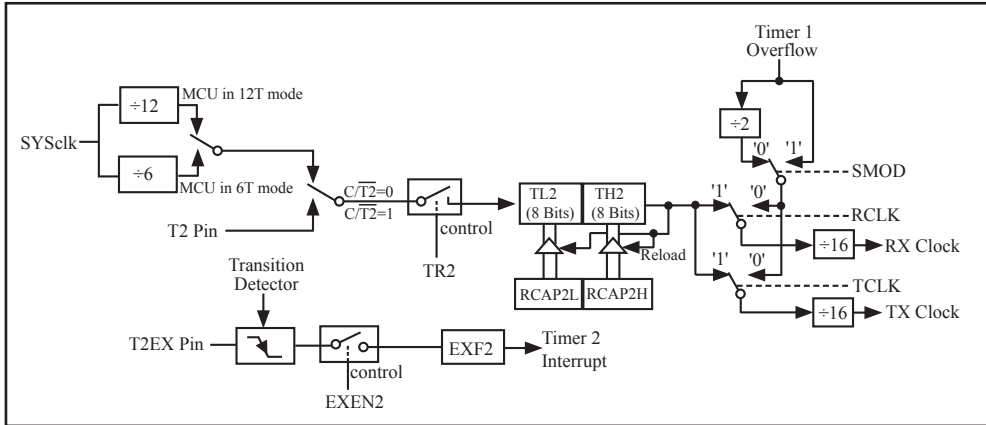 Timer 1
Overflow
÷12
MCU in 12T mode
÷2
SYSclk
'0'
'1'
÷6
MCU in 6T mode
SMOD
C/T2=0
C/T2=1
TL2
(8 Bits)
TH2
(8 Bits)
'1'
'0'
RCLK
T2 Pin
control
÷16
RX Clock
Reload
TR2
'1'
'0'
Transition
Detector
RCAP2L
RCAP2H
TCLK
÷16
TX Clock
T2EX Pin
EXF2
Timer 2
Interrupt
control
EXEN2